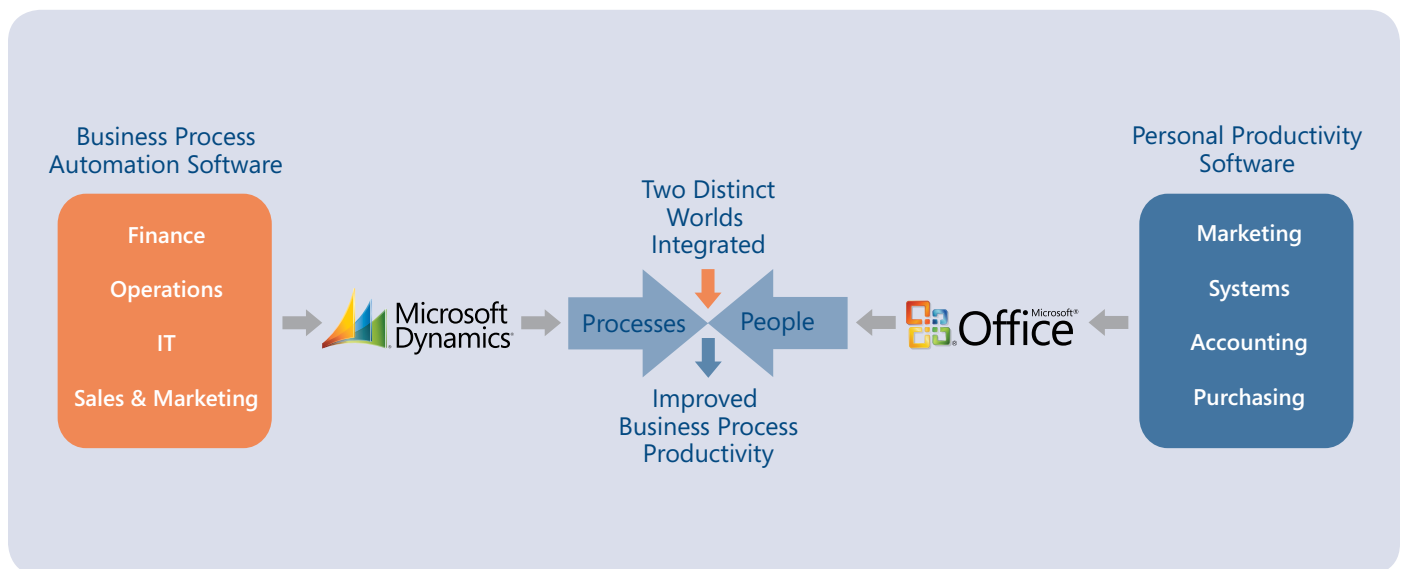 Business Process
Automation Software
Finance
Operations
IT
Sales & Marketing
Microsoft
Dynamics
Two Distinct
Worlds
Integrated
Processes
People
Improved
Business Process
Productivity
Microsoft®
Office
Personal Productivity
Software
Marketing
Systems
Accounting
Purchasing